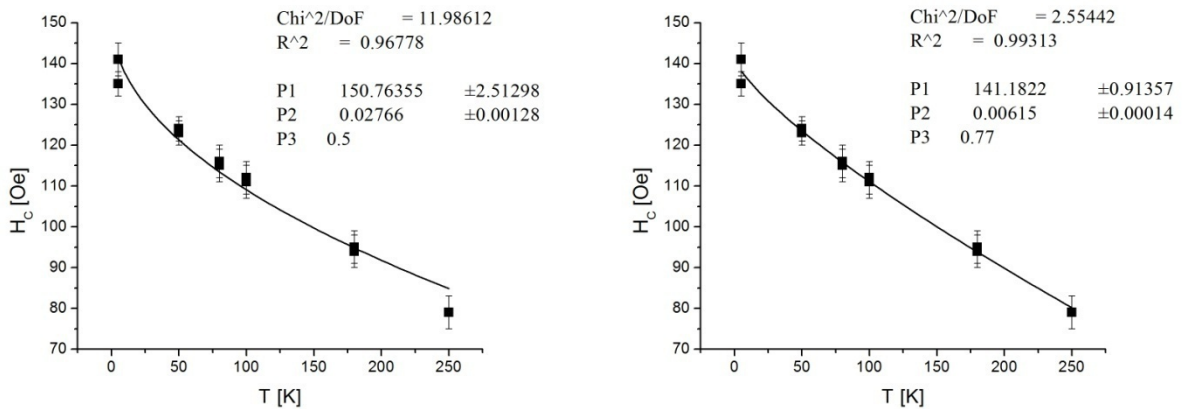 Chi^2/DoF = 11.98612
R^2 = 0.96778
P1 150.76355 ±2.51298
P2 0.02766 ±0.00128
P3 0.5
150
140
130
120
110
100
90
80
70
H_C [Oe]
0 50 100 150 200 250
T [K]
Chi^2/DoF = 2.55442
R^2 = 0.99313
P1 141.1822 ±0.91357
P2 0.00615 ±0.00014
P3 0.77
150
140
130
120
110
100
90
80
70
H_C [Oe]
0 50 100 150 200 250
T [K]